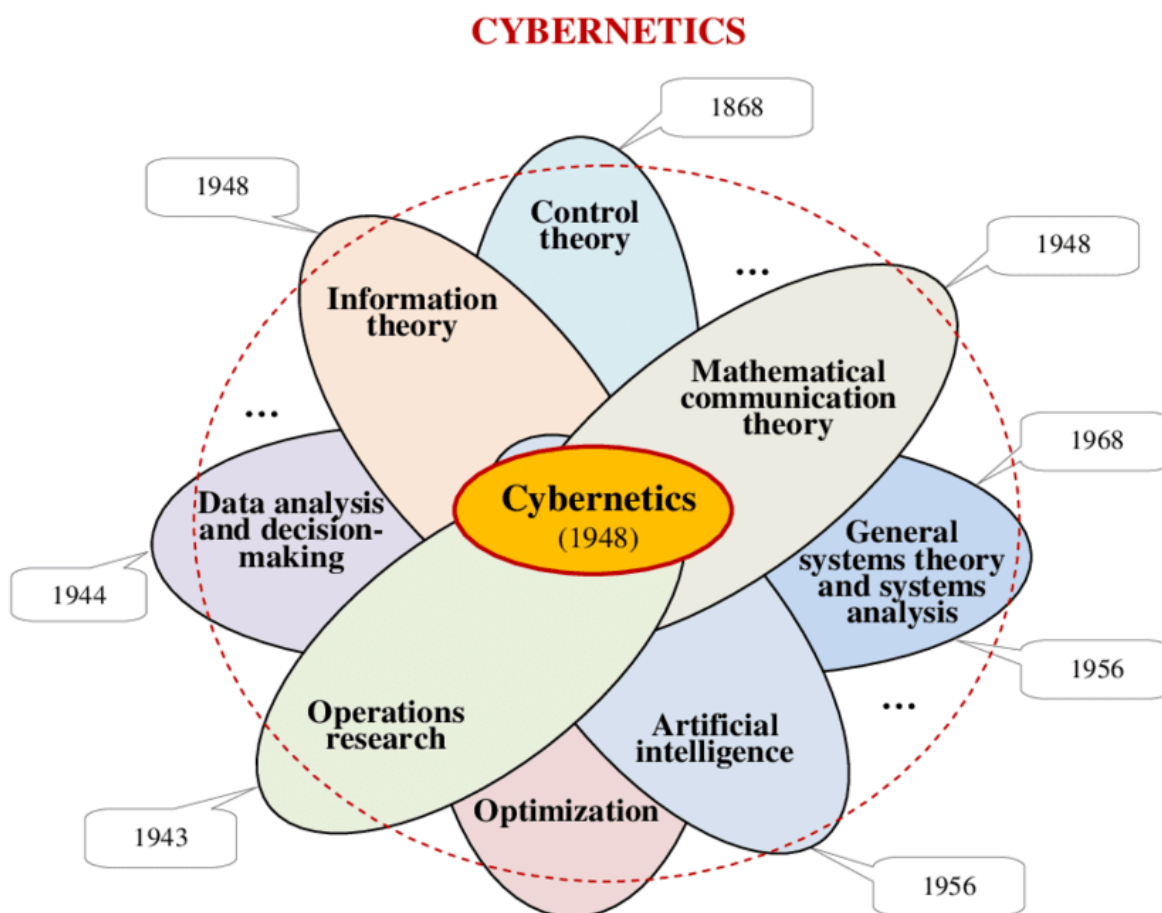 CYBERNETICS
1868
1948
Control
theory
1948
Information
theory
...
Mathematical
communication
theory
...
1968
Cybernetics
(1948)
Data analysis
and decision-
making
General
systems theory
and systems
analysis
1944
1956
...
Operations
research
Artificial
intelligence
Optimization
1943
1956